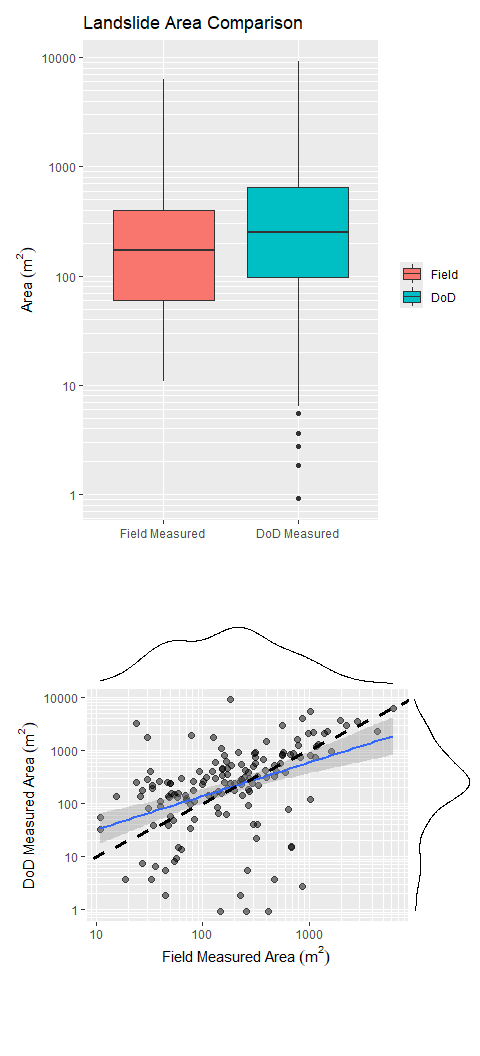 Landslide Area Comparison
10000
1000
100
10
1
Area (m²)
Field Measured
DoD Measured
Field
DoD
10000
1000
100
10
1
DoD Measured Area (m²)
10
100
1000
Field Measured Area (m²)